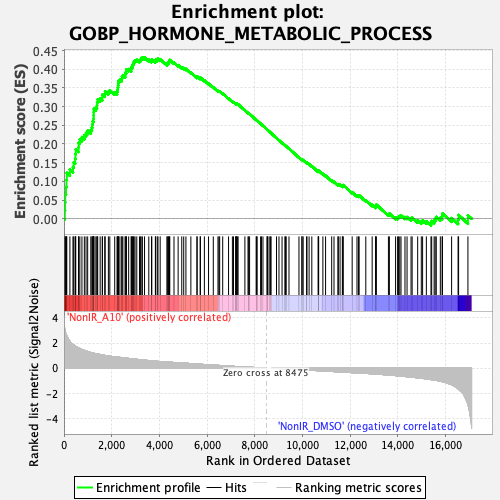 Enrichment plot:
GOBP_HORMONE_METABOLIC_PROCESS
Enrichment score (ES)
0.45
0.40
0.35
0.30
0.25
0.20
0.15
0.10
0.05
0.00
Ranked list metric (Signal2Noise)
4
2
0
-2
-4
'NonIR_A10' (positively correlated)
Zero cross at 8475
'NonIR_DMSO' (negatively correlated)
0 2,000 4,000 6,000 8,000 10,000 12,000 14,000 16,000
Rank in Ordered Dataset
Enrichment profile Hits Ranking metric scores